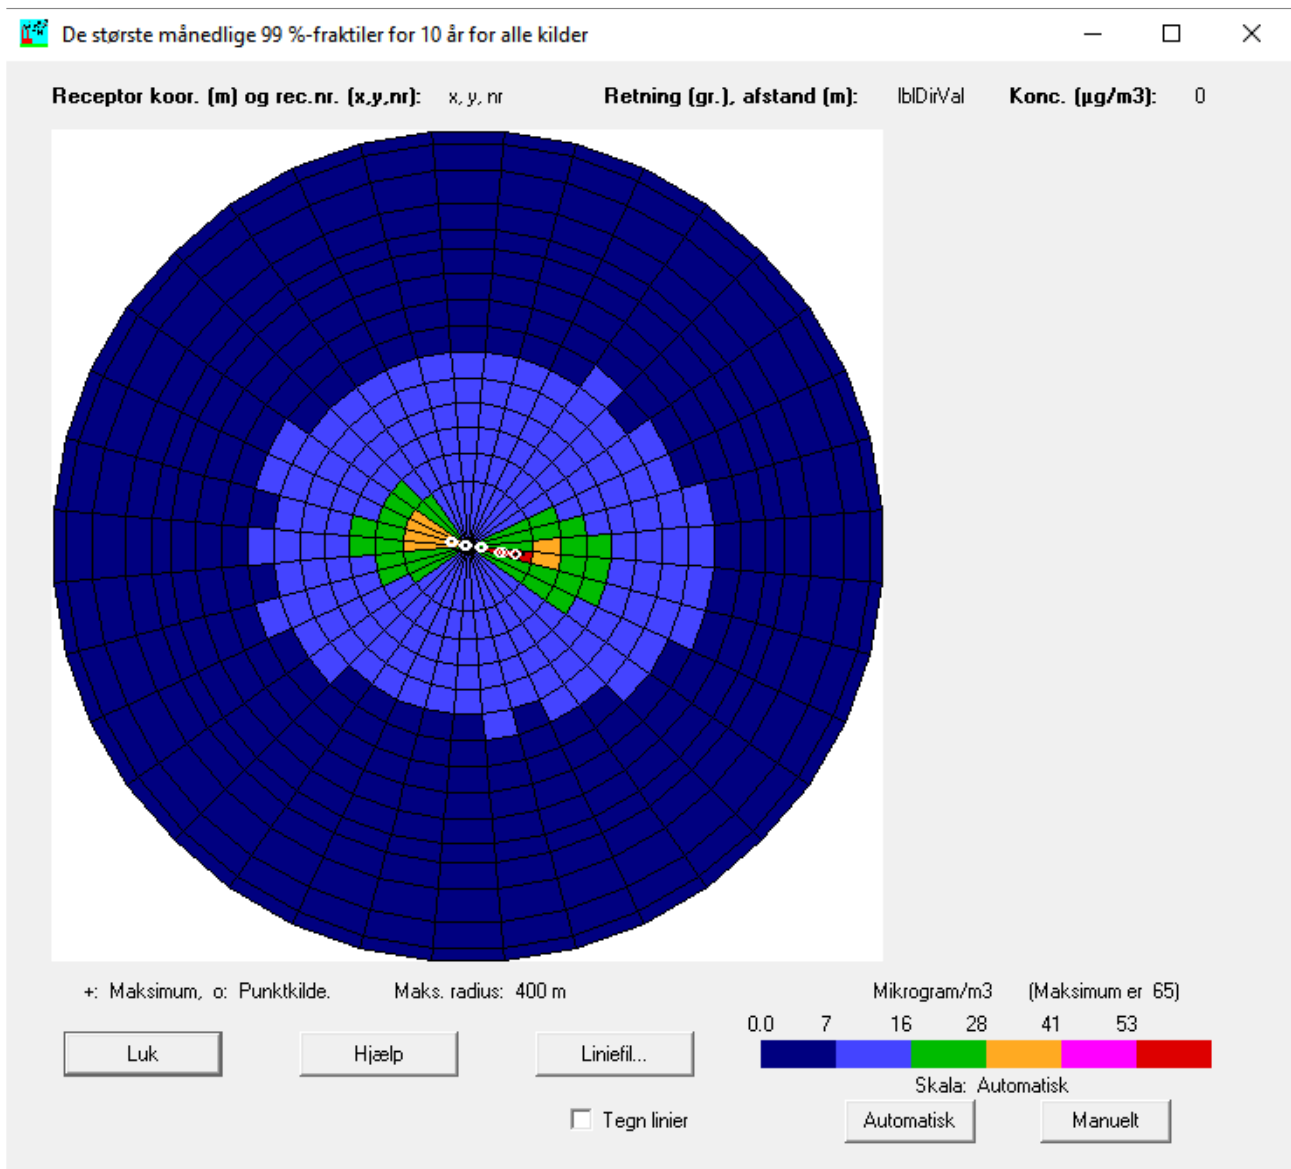 De største månedlige 99 %-fraktiler for 10 år for alle kilder
Receptor koor. (m) og rec.nr. (x,y,nr): x, y, nr Retning (gr.), afstand (m): lblDirVal Konc. (µg/m3): 0
+: Maksimum, o: Punktkilde. Maks. radius: 400 m Mikrogram/m3 (Maksimum er 65)
0.0 7 16 28 41 53
Luk Hjælp Liniefil...
Skala: Automatisk
Tegn linier Automatisk Manuelt